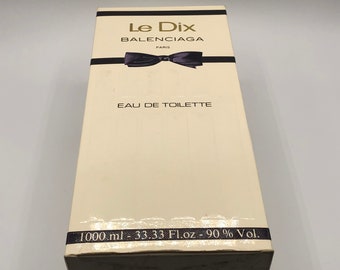 Le Dix
BALENCIAGA
PARIS
EAU DE TOILETTE
1000 ml - 33.33 Fl.oz - 90 % Vol.